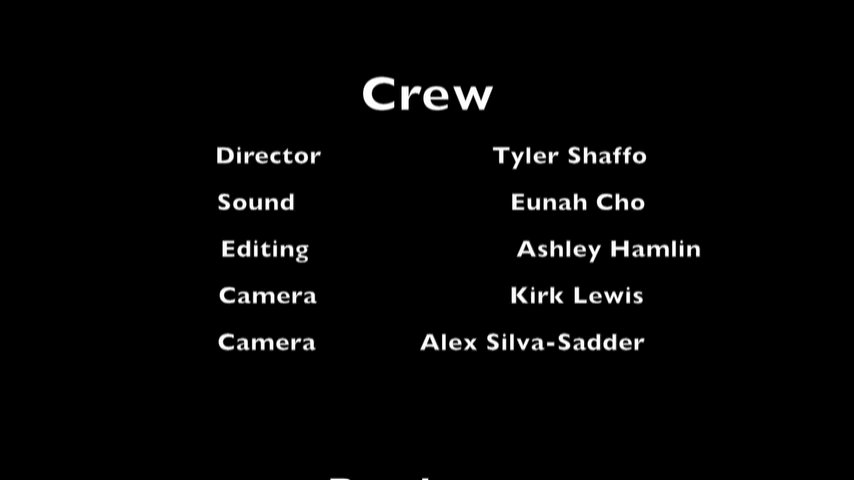 Crew
Director Tyler Shaffo
Sound Eunah Cho
Editing Ashley Hamlin
Camera Kirk Lewis
Camera Alex Silva-Sadder